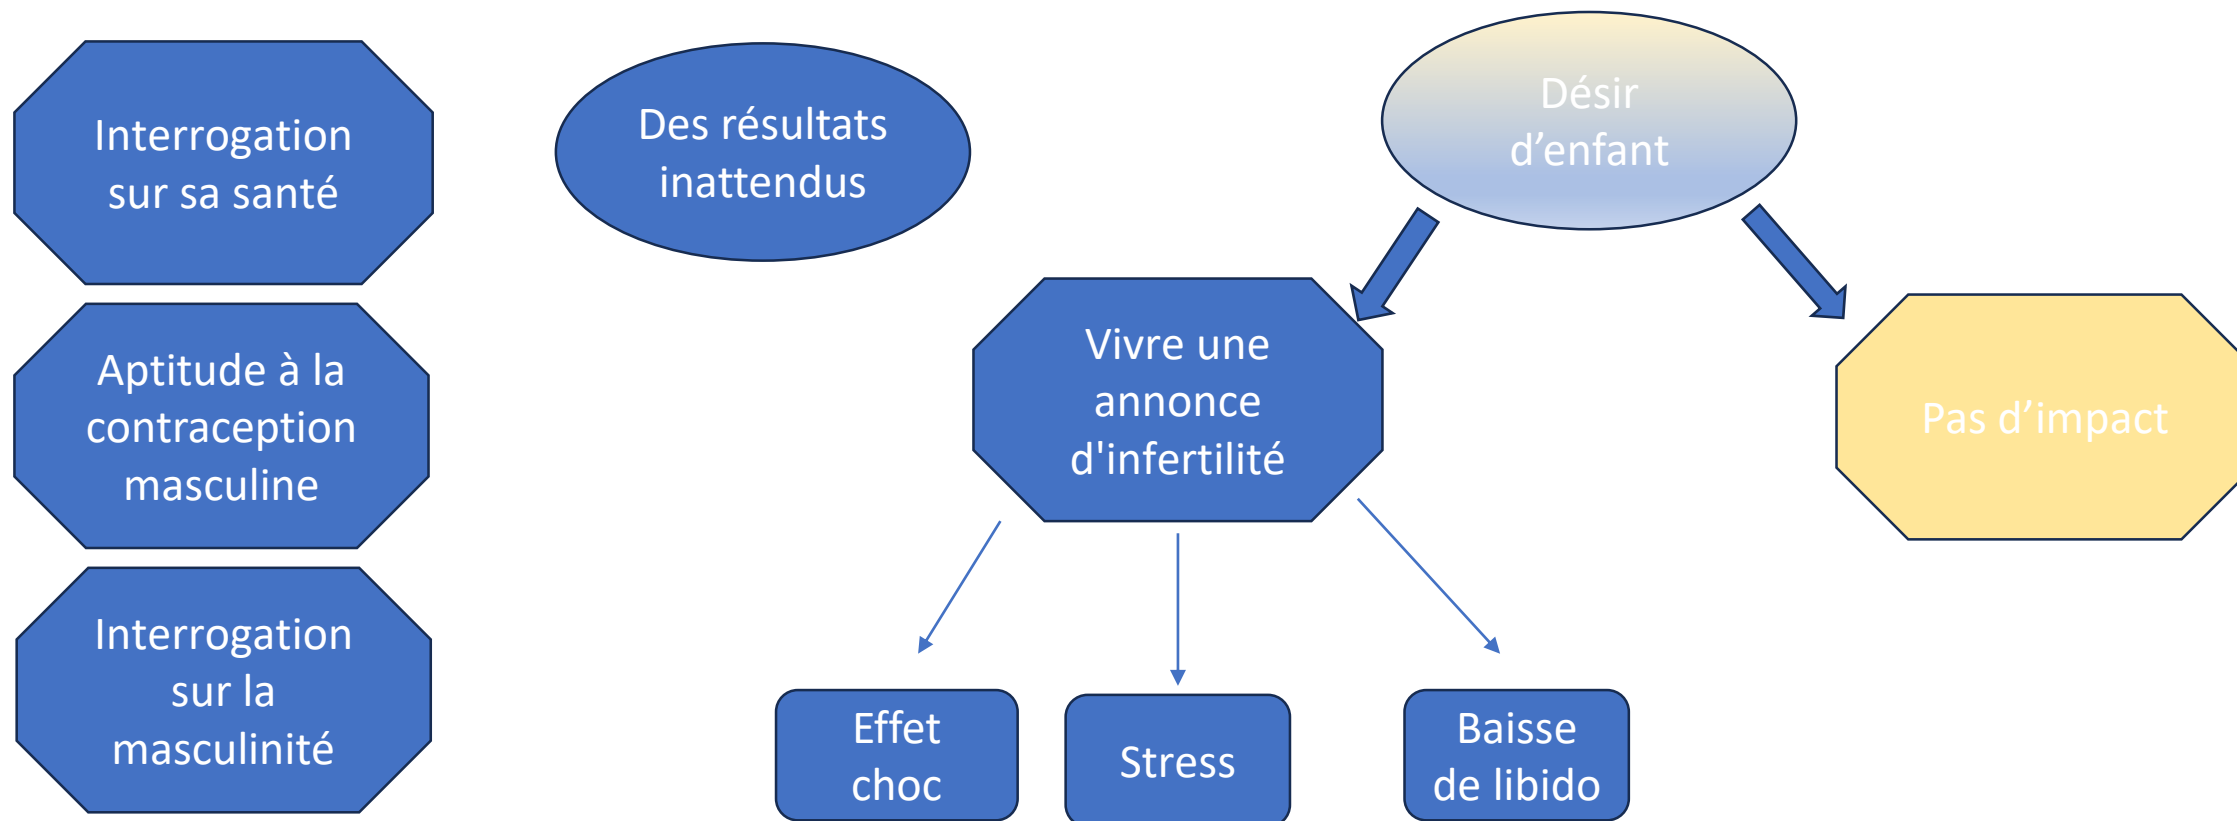 Interrogation
sur sa santé
Aptitude à la
contraception
masculine
Interrogation
sur la
masculinité
Des résultats
inattendus
Désir
d’enfant
Vivre une
annonce
d'infertilité
Pas d’impact
Effet
choc
Stress
Baisse
de libido